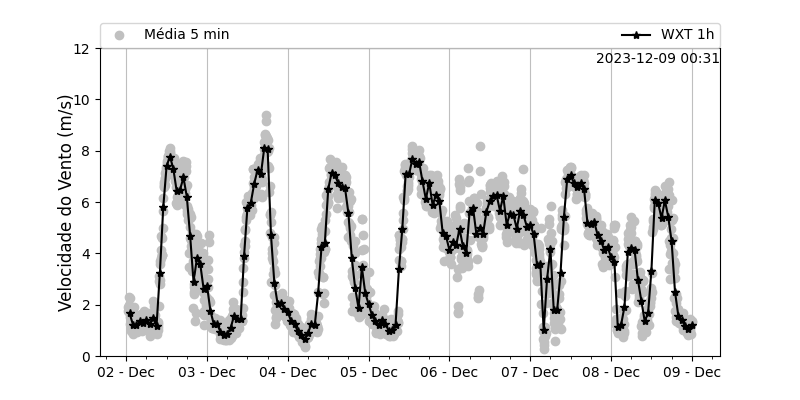 Média 5 min
WXT 1h
2023-12-09 00:31
12
10
8
6
4
2
0
Velocidade do Vento (m/s)
02 - Dec
03 - Dec
04 - Dec
05 - Dec
06 - Dec
07 - Dec
08 - Dec
09 - Dec